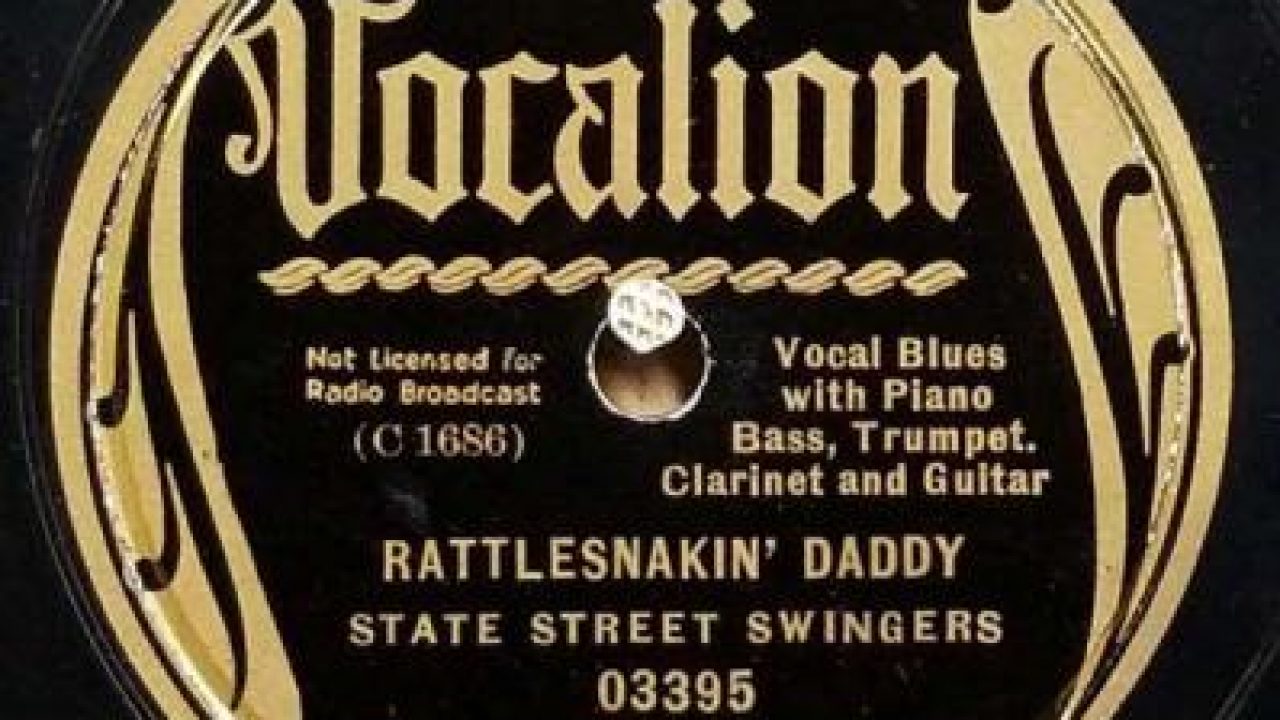 Vocalion
Not Licensed for
Radio Broadcast
(C 1686)
Vocal Blues
with Piano
Bass, Trumpet.
Clarinet and Guitar
RATTLESNAKIN' DADDY
STATE STREET SWINGERS
03395